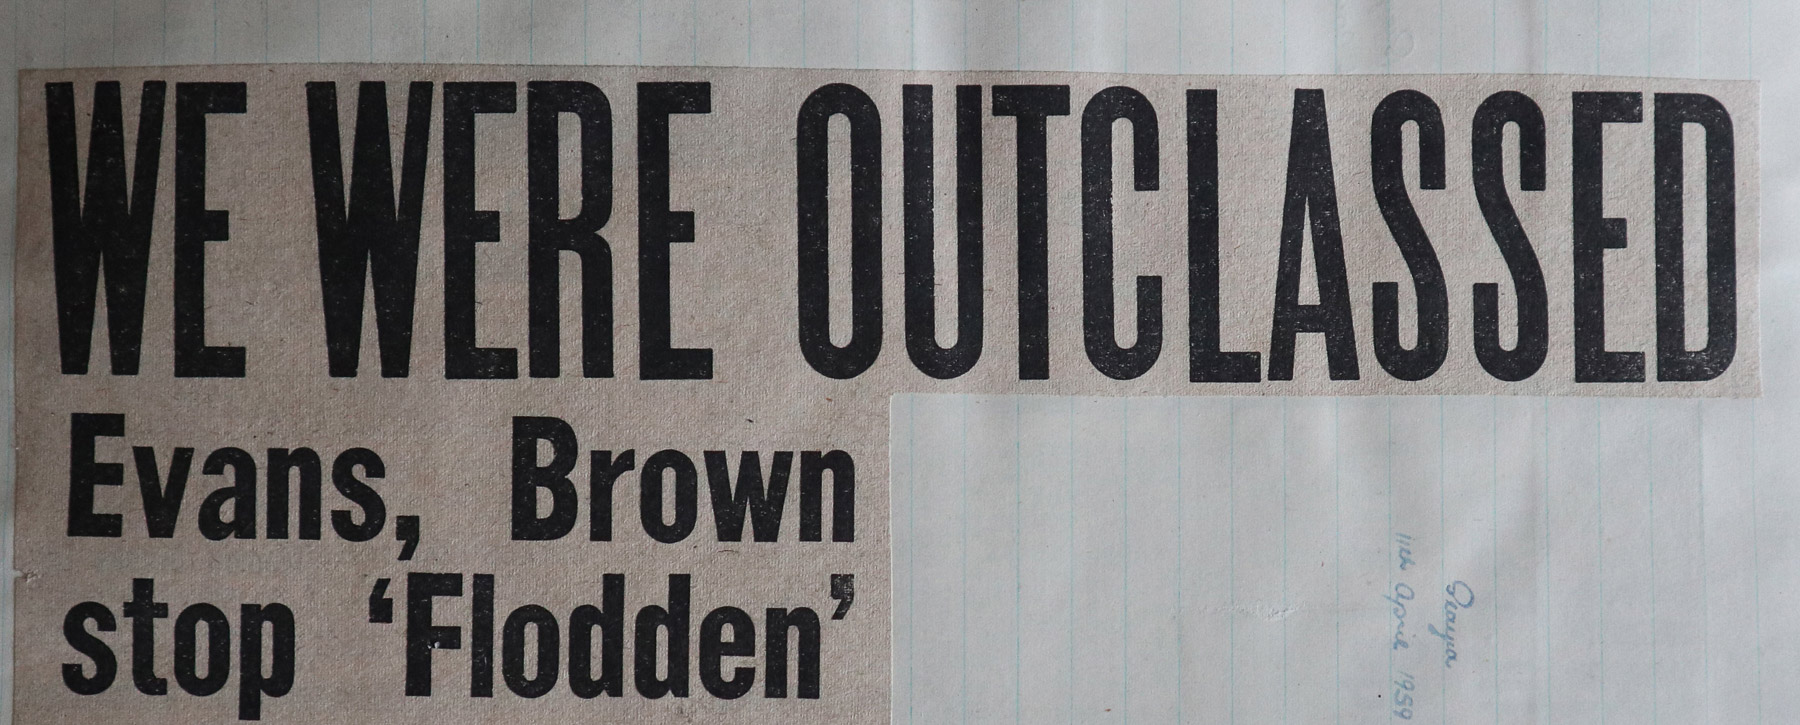 WE WERE OUTCLASSED
Evans, Brown
stop ‘Flodden’
11th April 1959